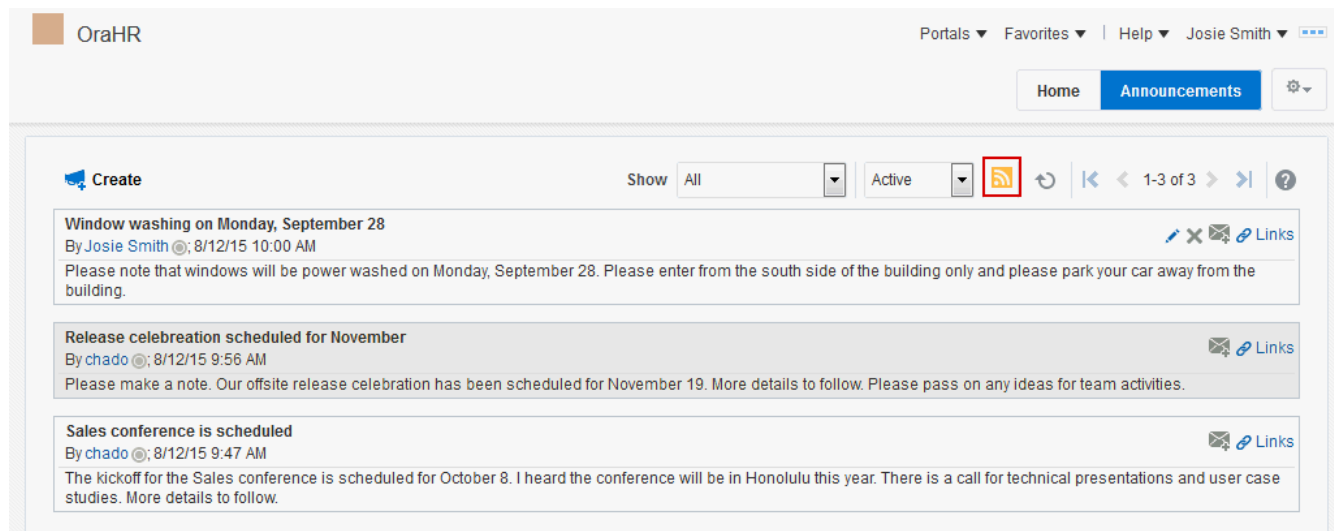 OraHR
Portals ▼ Favorites ▼ | Help ▼ Josie Smith ▼
Home Announcements
Create Show All Active 1-3 of 3
Window washing on Monday, September 28
By Josie Smith ; 8/12/15 10:00 AM
Links
Please note that windows will be power washed on Monday, September 28. Please enter from the south side of the building only and please park your car away from the
building.
Release celebreation scheduled for November
By chado ; 8/12/15 9:56 AM
Links
Please make a note. Our offsite release celebration has been scheduled for November 19. More details to follow. Please pass on any ideas for team activities.
Sales conference is scheduled
By chado ; 8/12/15 9:47 AM
Links
The kickoff for the Sales conference is scheduled for October 8. I heard the conference will be in Honolulu this year. There is a call for technical presentations and user case
studies. More details to follow.